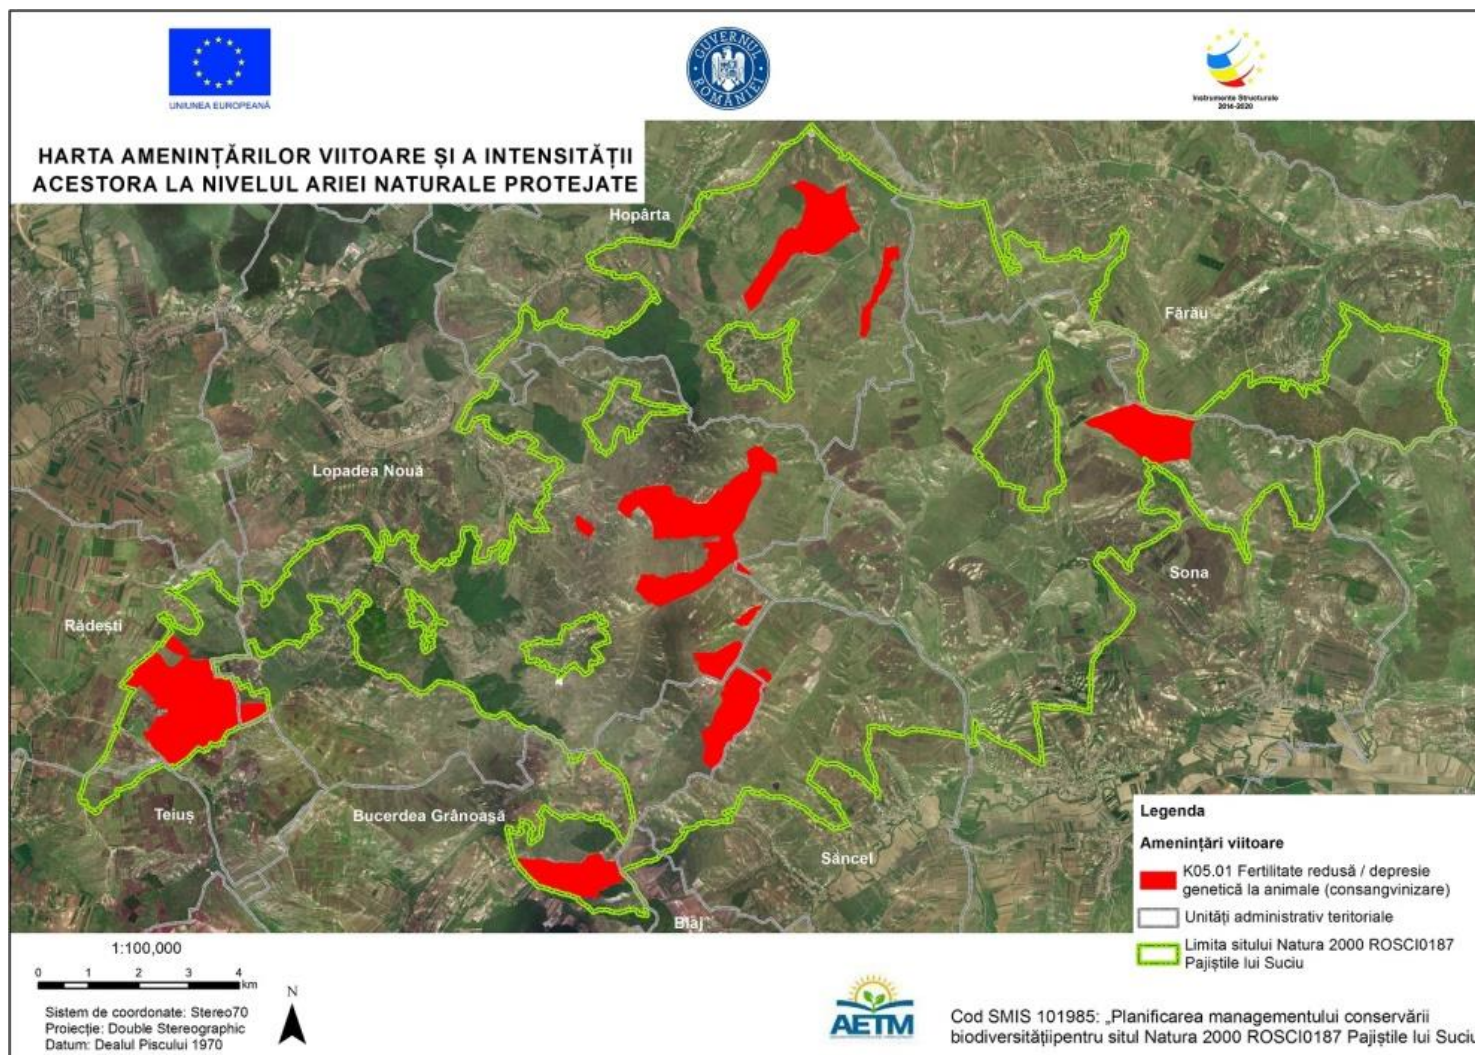 UNIUNEA EUROPEANĂ
GUVERNUL ROMÂNIEI
Instrumente Structurale
2014-2020
HARTA AMENINȚĂRILOR VIITOARE ȘI A INTENSITĂȚII
ACESTORA LA NIVELUL ARIEI NATURALE PROTEJATE
Hopârta
Fărău
Lopadea Nouă
Sona
Rădești
Teiuș
Bucerdea Grânoașă
Sâncel
Blaj
Legenda
Amenințări viitoare
K05.01 Fertilitate redusă / depresie
genetică la animale (consangvinizare)
Unități administrativ teritoriale
Limita sitului Natura 2000 ROSCI0187
Pajiștile lui Suciu
1:100,000
0 1 2 3 4
km
Sistem de coordonate: Stereo70
Proiecție: Double Stereographic
Datum: Dealul Piscului 1970
N
AETM
Cod SMIS 101985: „Planificarea managementului conservării
biodiversitățiipentru situl Natura 2000 ROSCI0187 Pajiștile lui Suciu